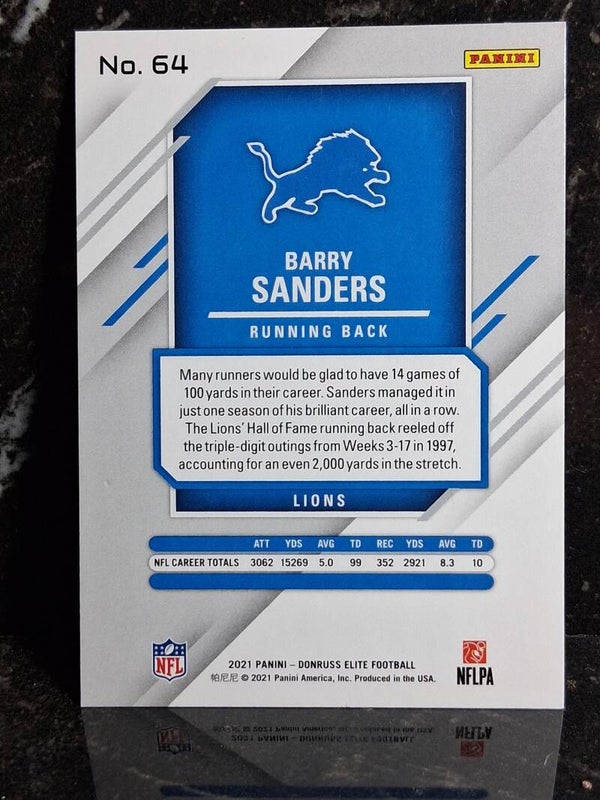 No. 64
PANINI
BARRY
SANDERS
RUNNING BACK
Many runners would be glad to have 14 games of
100 yards in their career. Sanders managed it in
just one season of his brilliant career, all in a row.
The Lions' Hall of Fame running back reeled off
the triple-digit outings from Weeks 3-17 in 1997,
accounting for an even 2,000 yards in the stretch.
LIONS
ATT YDS AVG TD REC YDS AVG TD
NFL CAREER TOTALS 3062 15269 5.0 99 352 2921 8.3 10
NFL
2021 PANINI – DONRUSS ELITE FOOTBALL
帕尼尼 © 2021 Panini America, Inc. Produced in the USA.
NFLPA